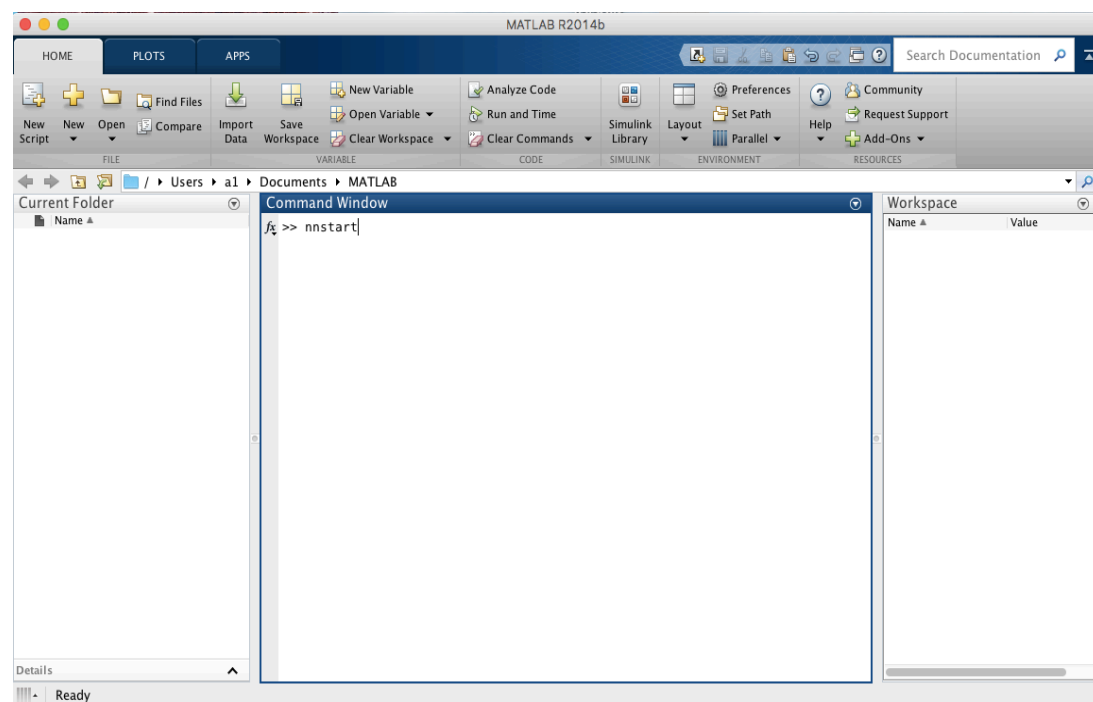 MATLAB R2014b
HOME PLOTS APPS Search Documentation
New Script New Open Find Files Compare Import Data Save Workspace New Variable Open Variable Clear Workspace Analyze Code Run and Time Clear Commands Simulink Library Layout Preferences Set Path Parallel Help Community Request Support Add-Ons
FILE VARIABLE CODE SIMULINK ENVIRONMENT RESOURCES
/ Users a1 Documents MATLAB
Current Folder Command Window Workspace
Name Name Value
fx >> nnstart
Details
Ready